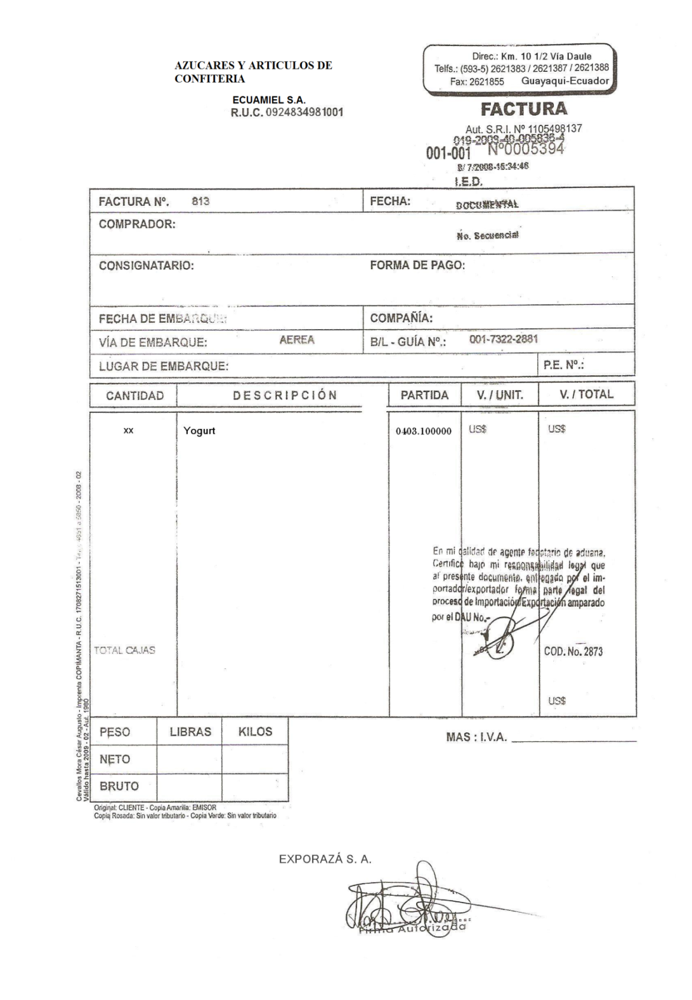 AZUCARES Y ARTICULOS DE
CONFITERIA
ECUAMIEL S.A.
R.U.C. 0924834981001
Direc.: Km. 10 1/2 Vía Daule
Telfs.: (593-5) 2621383 / 2621387 / 2621388
Fax: 2621855 Guayaqui-Ecuador
FACTURA
Aut. S.R.I. Nº 1105498137
019-2008-40-005836-4
001-001 Nº0005394
8/ 7/2008-15:34:46
I.E.D.
FACTURA Nº. 813 FECHA: DOCUMENTAL
COMPRADOR:
No. Secuencial
CONSIGNATARIO: FORMA DE PAGO:
FECHA DE EMBARQUE: COMPAÑÍA:
VÍA DE EMBARQUE: AEREA B/L - GUÍA Nº.: 001-7322-2881
LUGAR DE EMBARQUE: P.E. Nº.:
CANTIDAD DESCRIPCIÓN PARTIDA V. / UNIT. V. / TOTAL
xx Yogurt 0403.100000 US$ US$
En mi calidad de agente fedatario de aduana,
Certifico bajo mi responsabilidad legal que
al presente documento, entregado por el im-
portador/exportador forma parte legal del
proceso de Importación/Exportación amparado
por el DAU No.-
TOTAL CAJAS
COD. No. 2873
US$
PESO LIBRAS KILOS
MAS : I.V.A.
NETO
BRUTO
Cevallos Mora César Augusto - Imprenta COPIMANTA - R.U.C. 1708271513001 - 4651 a 5850 - 2008 - 02
Válido hasta 2009 - 02 - Aut. 1980
Original: CLIENTE - Copia Amarilla: EMISOR
Copia Rosada: Sin valor tributario - Copia Verde: Sin valor tributario
EXPORAZÁ S. A.
Firma Autorizada